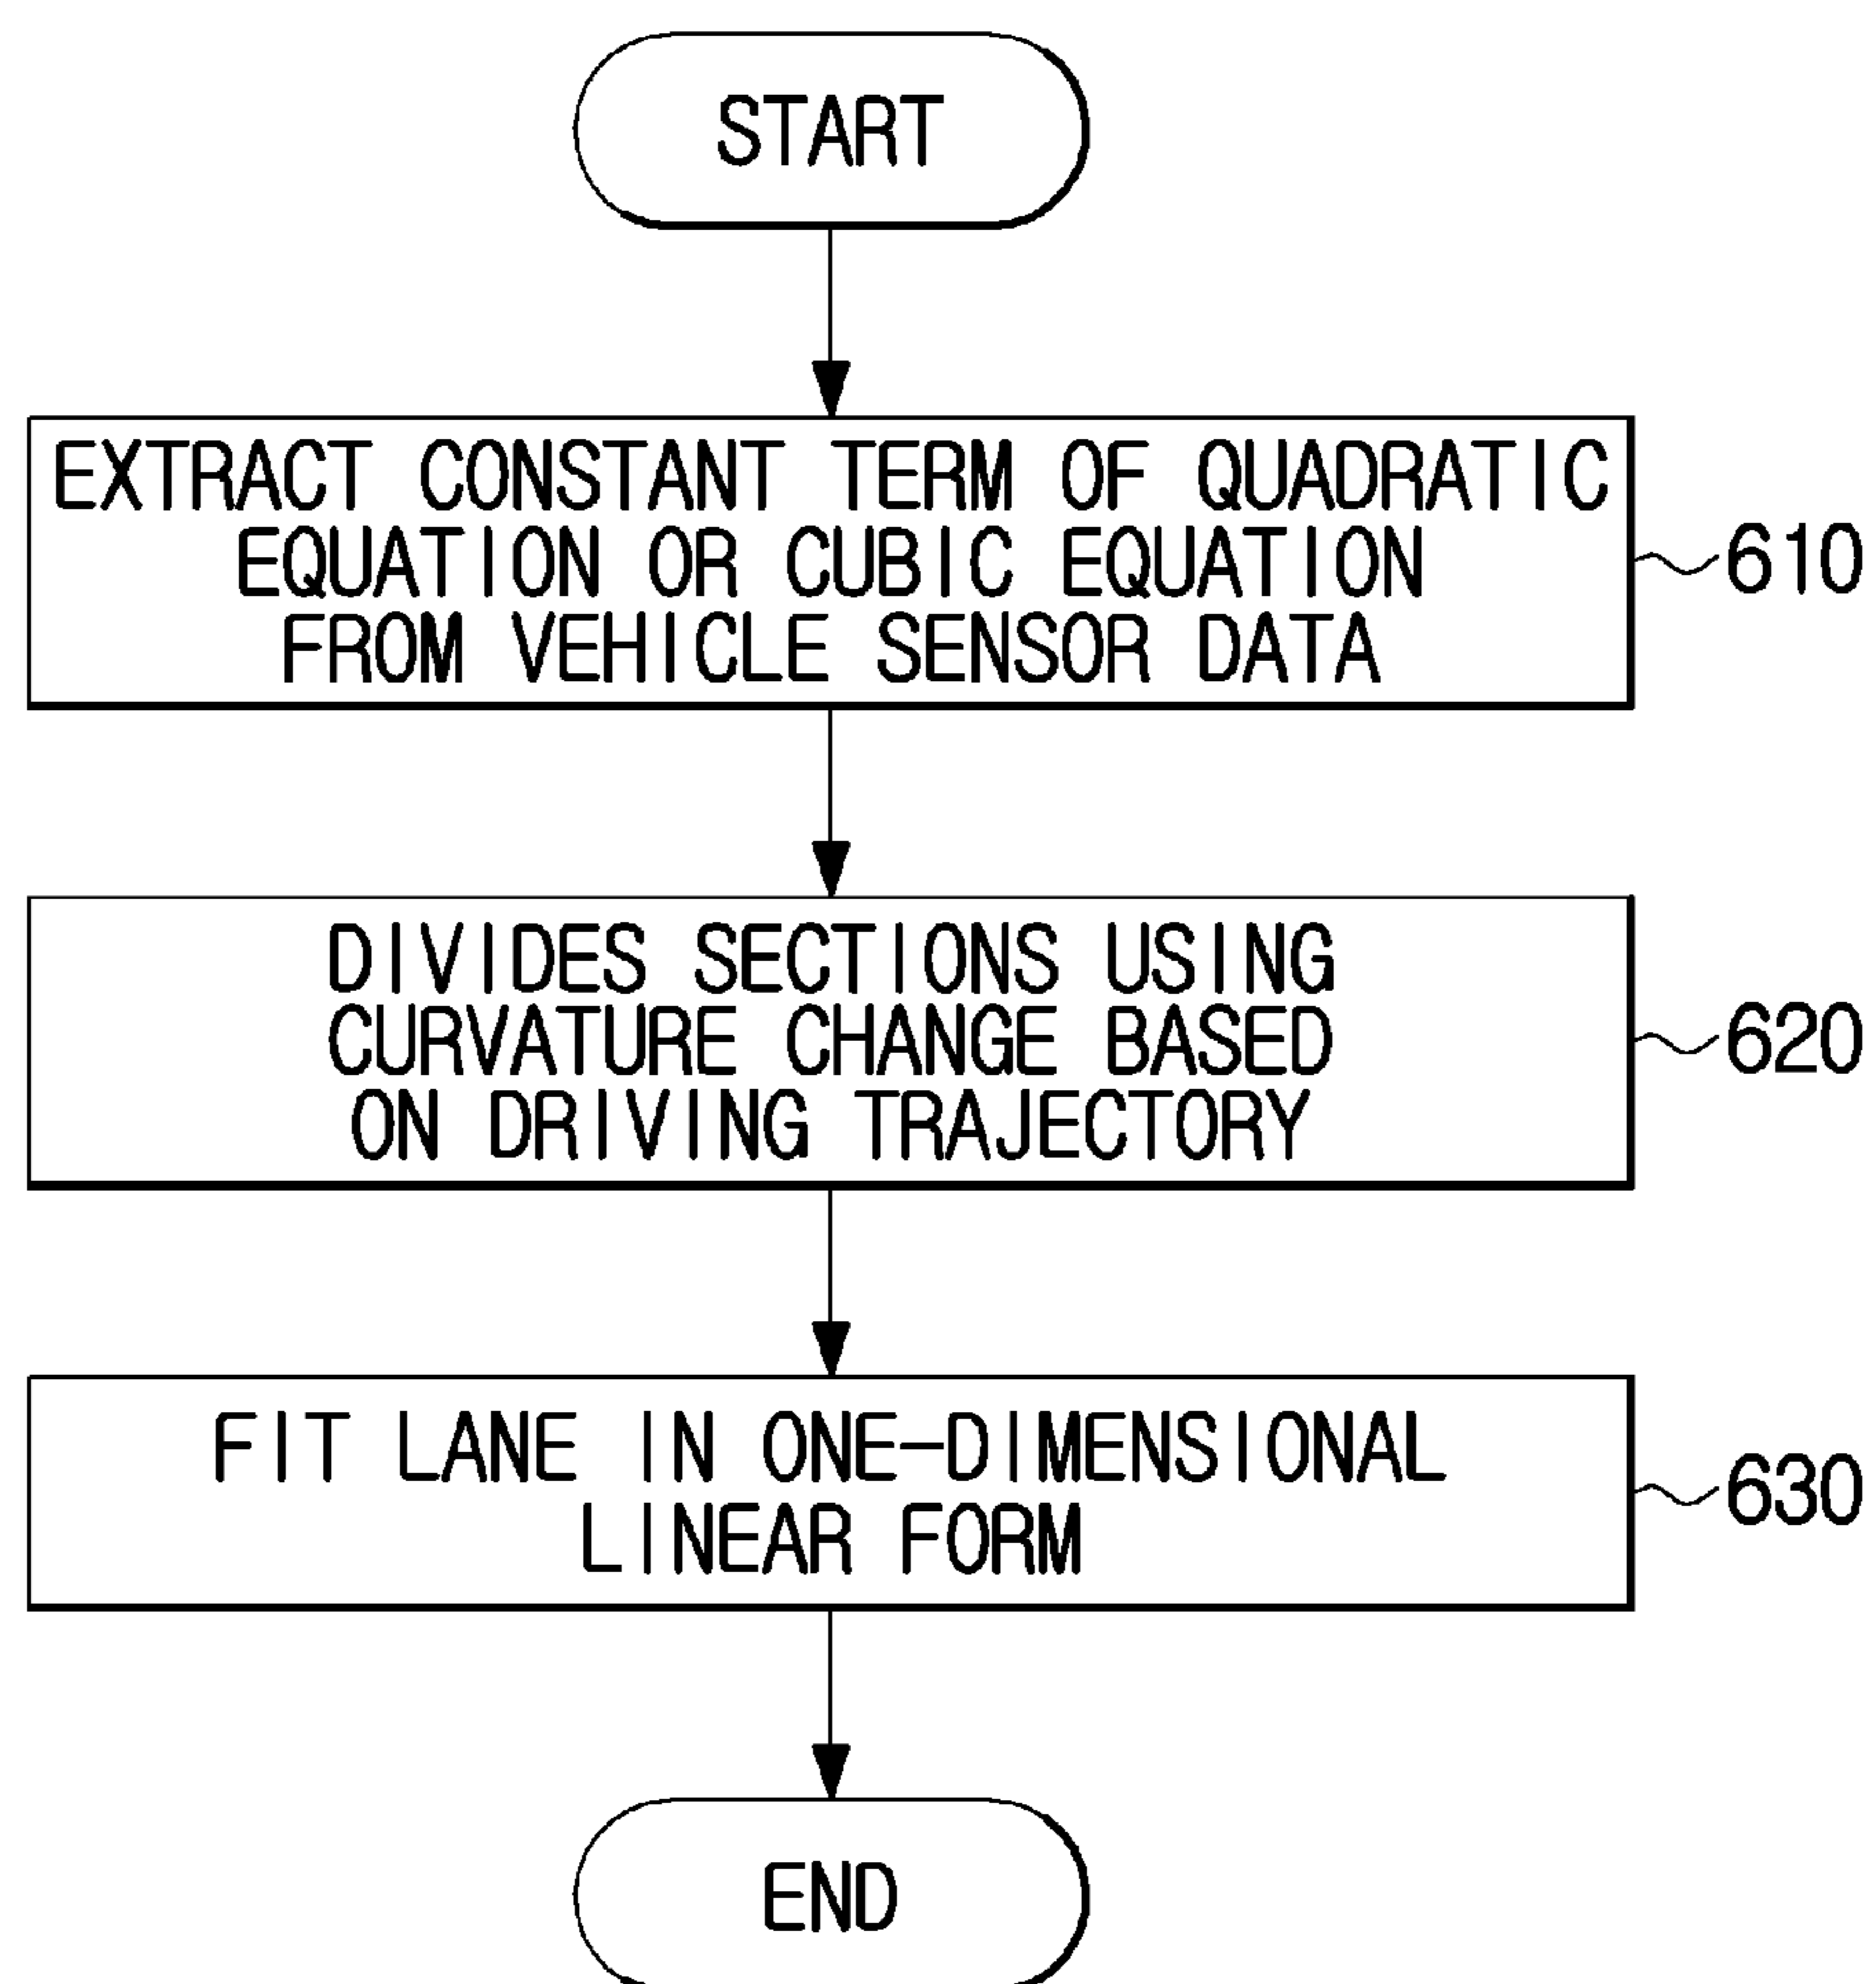 START
EXTRACT CONSTANT TERM OF QUADRATIC
EQUATION OR CUBIC EQUATION
FROM VEHICLE SENSOR DATA
610
DIVIDES SECTIONS USING
CURVATURE CHANGE BASED
ON DRIVING TRAJECTORY
620
FIT LANE IN ONE-DIMENSIONAL
LINEAR FORM
630
END